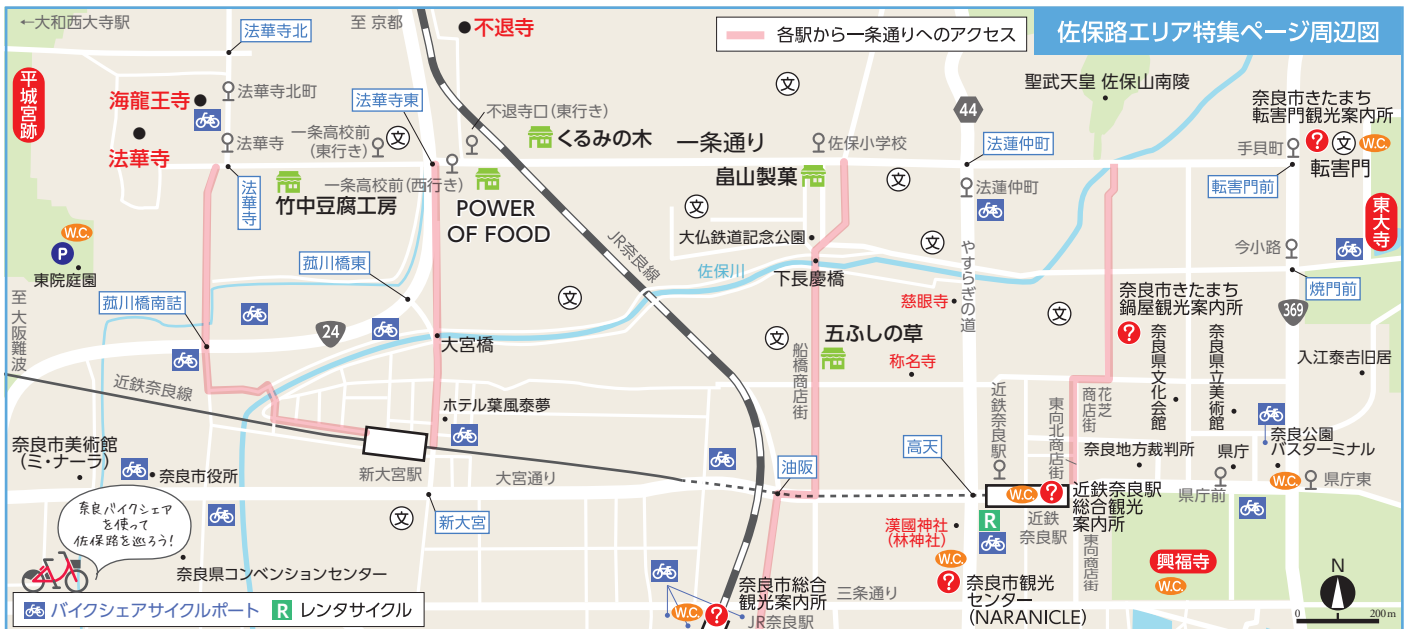 ←大和西大寺駅
法華寺北
至 京都
不退寺
各駅から一条通りへのアクセス
佐保路エリア特集ページ周辺図
平城宮跡
海龍王寺
法華寺北町
法華寺東
不退寺口(東行き)
文
44
聖武天皇 佐保山南陵
奈良市きたまち
転害門観光案内所
法華寺
法華寺
一条高校前
(東行き)
文
くるみの木
一条通り
佐保小学校
法蓮仲町
手貝町
?
文
W.C.
転害門
法華寺
竹中豆腐工房
一条高校前(西行き)
POWER
OF FOOD
畠山製菓
文
法蓮仲町
転害門前
東大寺
W.C.
P
東院庭園
菰川橋東
JR奈良線
文
大仏鉄道記念公園
文
やすらぎの道
今小路
佐保川
下長慶橋
焼門前
至 大阪難波
菰川橋南詰
24
文
慈眼寺
文
奈良市きたまち
鍋屋観光案内所
?
369
大宮橋
文
船橋商店街
五ふしの草
称名寺
奈良県文化会館
奈良県立美術館
入江泰吉旧居
近鉄奈良線
ホテル葉風泰夢
近鉄奈良駅
東向北商店街
花芝
商店街
奈良市美術館
(ミ・ナーラ)
奈良市役所
新大宮駅
大宮通り
油阪
高天
奈良地方裁判所
県庁
奈良公園
バスターミナル
W.C.
?
近鉄奈良駅
総合観光
案内所
県庁前
W.C.
県庁東
奈良バイクシェア
を使って
佐保路を巡ろう!
文
新大宮
漢國神社
(林神社)
R
近鉄
奈良駅
東向商店街
奈良県コンベンションセンター
W.C.
?
奈良市観光
センター
(NARANICLE)
興福寺
W.C.
N
バイクシェアサイクルポート
R
レンタサイクル
W.C.
?
奈良市総合
観光案内所
JR奈良駅
三条通り
0
200m